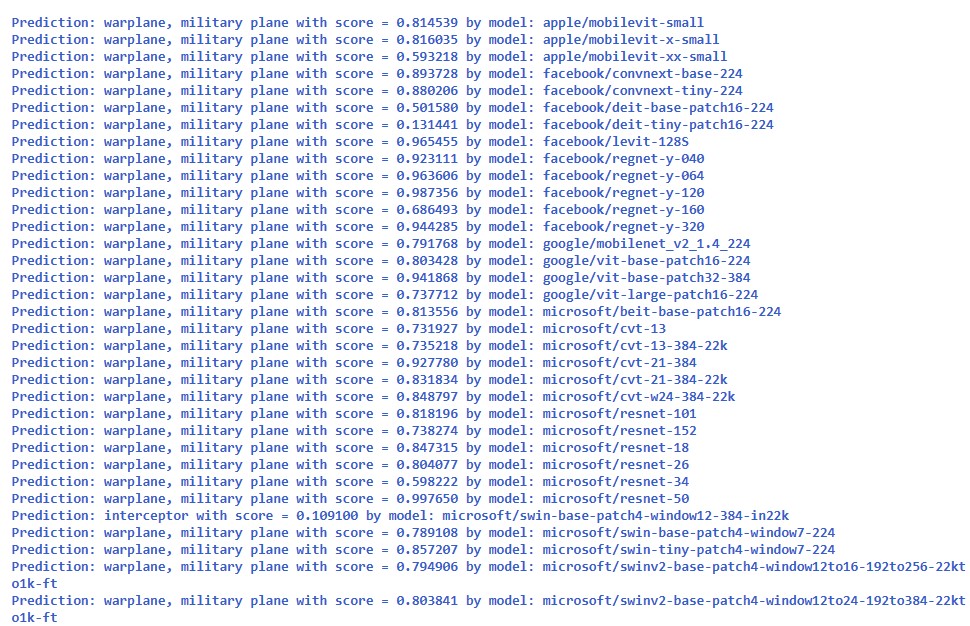 Prediction: warplane, military plane with score = 0.814539 by model: apple/mobilevit-small
Prediction: warplane, military plane with score = 0.816035 by model: apple/mobilevit-x-small
Prediction: warplane, military plane with score = 0.593218 by model: apple/mobilevit-xx-small
Prediction: warplane, military plane with score = 0.893728 by model: facebook/convnext-base-224
Prediction: warplane, military plane with score = 0.880206 by model: facebook/convnext-tiny-224
Prediction: warplane, military plane with score = 0.501580 by model: facebook/deit-base-patch16-224
Prediction: warplane, military plane with score = 0.131441 by model: facebook/deit-tiny-patch16-224
Prediction: warplane, military plane with score = 0.965455 by model: facebook/levit-128S
Prediction: warplane, military plane with score = 0.923111 by model: facebook/regnet-y-040
Prediction: warplane, military plane with score = 0.963606 by model: facebook/regnet-y-064
Prediction: warplane, military plane with score = 0.987356 by model: facebook/regnet-y-120
Prediction: warplane, military plane with score = 0.686493 by model: facebook/regnet-y-160
Prediction: warplane, military plane with score = 0.944285 by model: facebook/regnet-y-320
Prediction: warplane, military plane with score = 0.791768 by model: google/mobilenet_v2_1.4_224
Prediction: warplane, military plane with score = 0.803428 by model: google/vit-base-patch16-224
Prediction: warplane, military plane with score = 0.941868 by model: google/vit-base-patch32-384
Prediction: warplane, military plane with score = 0.737712 by model: google/vit-large-patch16-224
Prediction: warplane, military plane with score = 0.813556 by model: microsoft/beit-base-patch16-224
Prediction: warplane, military plane with score = 0.731927 by model: microsoft/cvt-13
Prediction: warplane, military plane with score = 0.735218 by model: microsoft/cvt-13-384-22k
Prediction: warplane, military plane with score = 0.927780 by model: microsoft/cvt-21-384
Prediction: warplane, military plane with score = 0.831834 by model: microsoft/cvt-21-384-22k
Prediction: warplane, military plane with score = 0.848797 by model: microsoft/cvt-w24-384-22k
Prediction: warplane, military plane with score = 0.818196 by model: microsoft/resnet-101
Prediction: warplane, military plane with score = 0.738274 by model: microsoft/resnet-152
Prediction: warplane, military plane with score = 0.847315 by model: microsoft/resnet-18
Prediction: warplane, military plane with score = 0.804077 by model: microsoft/resnet-26
Prediction: warplane, military plane with score = 0.598222 by model: microsoft/resnet-34
Prediction: warplane, military plane with score = 0.997650 by model: microsoft/resnet-50
Prediction: interceptor with score = 0.109100 by model: microsoft/swin-base-patch4-window12-384-in22k
Prediction: warplane, military plane with score = 0.789108 by model: microsoft/swin-base-patch4-window7-224
Prediction: warplane, military plane with score = 0.857207 by model: microsoft/swin-tiny-patch4-window7-224
Prediction: warplane, military plane with score = 0.794906 by model: microsoft/swinv2-base-patch4-window12to16-192to256-22kt
o1k-ft
Prediction: warplane, military plane with score = 0.803841 by model: microsoft/swinv2-base-patch4-window12to24-192to384-22kt
o1k-ft